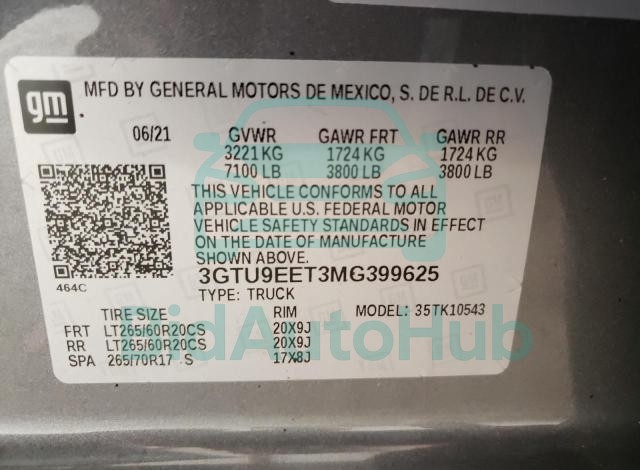 gm
MFD BY GENERAL MOTORS DE MEXICO, S. DE R.L. DE C.V.
06/21 GVWR GAWR FRT GAWR RR
3221 KG 1724 KG 1724 KG
7100 LB 3800 LB 3800 LB
THIS VEHICLE CONFORMS TO ALL
APPLICABLE U.S. FEDERAL MOTOR
VEHICLE SAFETY STANDARDS IN EFFECT
ON THE DATE OF MANUFACTURE
SHOWN ABOVE.
464C
3GTU9EET3MG399625
TYPE: TRUCK
TIRE SIZE RIM MODEL: 35TK10543
FRT LT265/60R20CS 20X9J
RR LT265/60R20CS 20X9J
SPA 265/70R17 S 17X8J
BidAutoHub